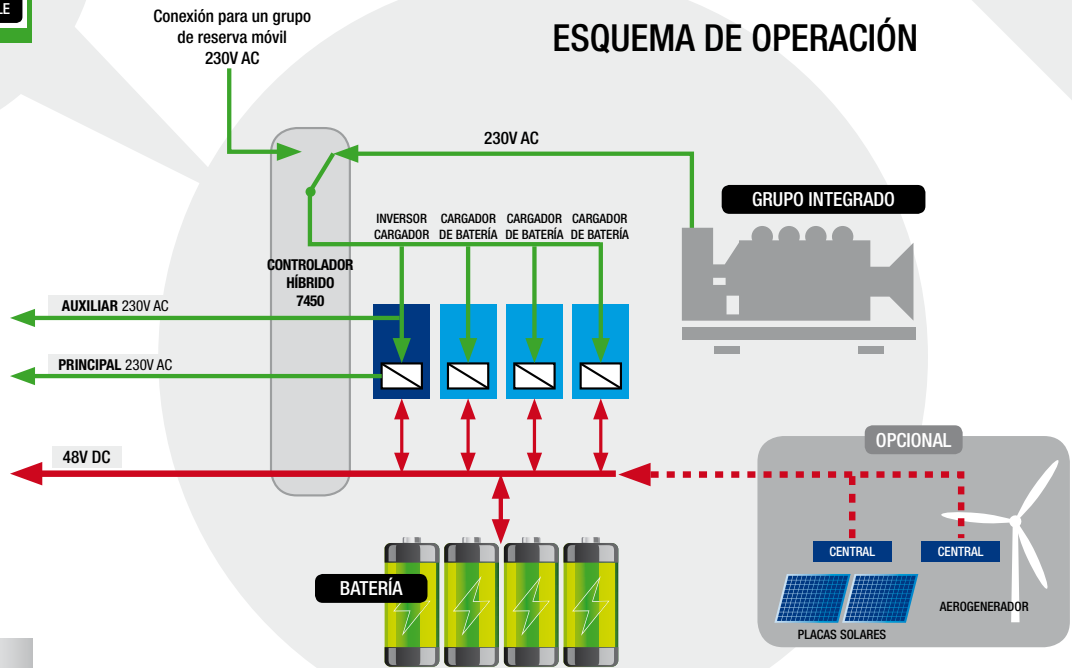 LE
Conexión para un grupo
de reserva móvil
230V AC
ESQUEMA DE OPERACIÓN
230V AC
GRUPO INTEGRADO
INVERSOR
CARGADOR
CARGADOR
DE BATERÍA
CARGADOR
DE BATERÍA
CARGADOR
DE BATERÍA
CONTROLADOR
HÍBRIDO
7450
AUXILIAR 230V AC
PRINCIPAL 230V AC
48V DC
OPCIONAL
CENTRAL
CENTRAL
BATERÍA
AEROGENERADOR
PLACAS SOLARES